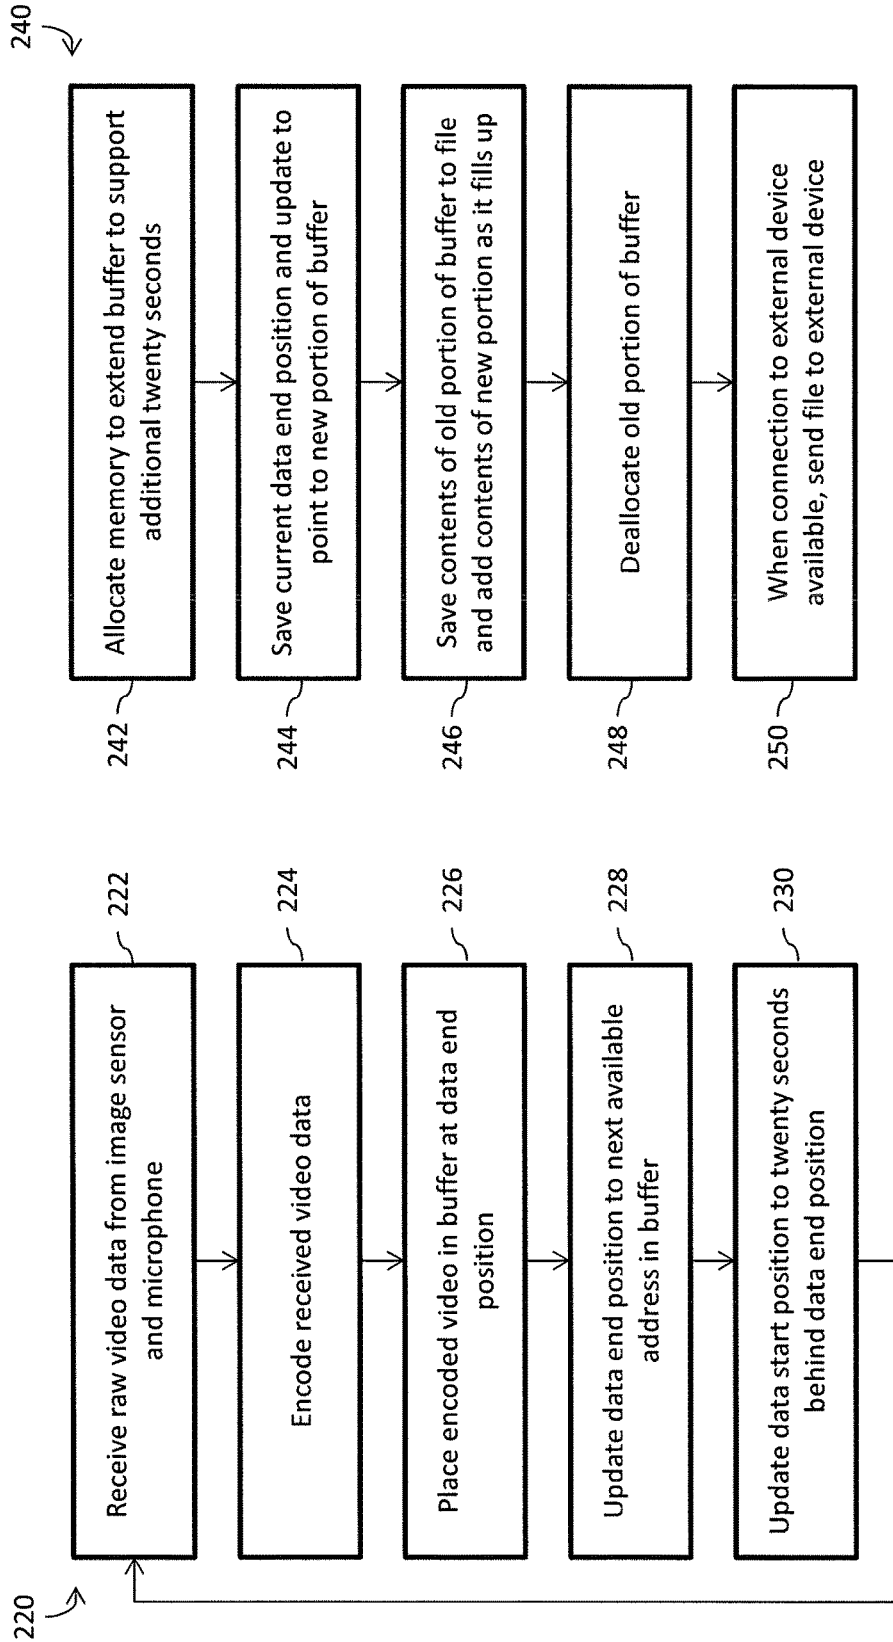 220
Receive raw video data from image sensor
and microphone
222
Encode received video data
224
Place encoded video in buffer at data end
position
226
Update data end position to next available
address in buffer
228
Update data start position to twenty seconds
behind data end position
230
240
242
Allocate memory to extend buffer to support
additional twenty seconds
244
Save current data end position and update to
point to new portion of buffer
246
Save contents of old portion of buffer to file
and add contents of new portion as it fills up
248
Deallocate old portion of buffer
250
When connection to external device
available, send file to external device